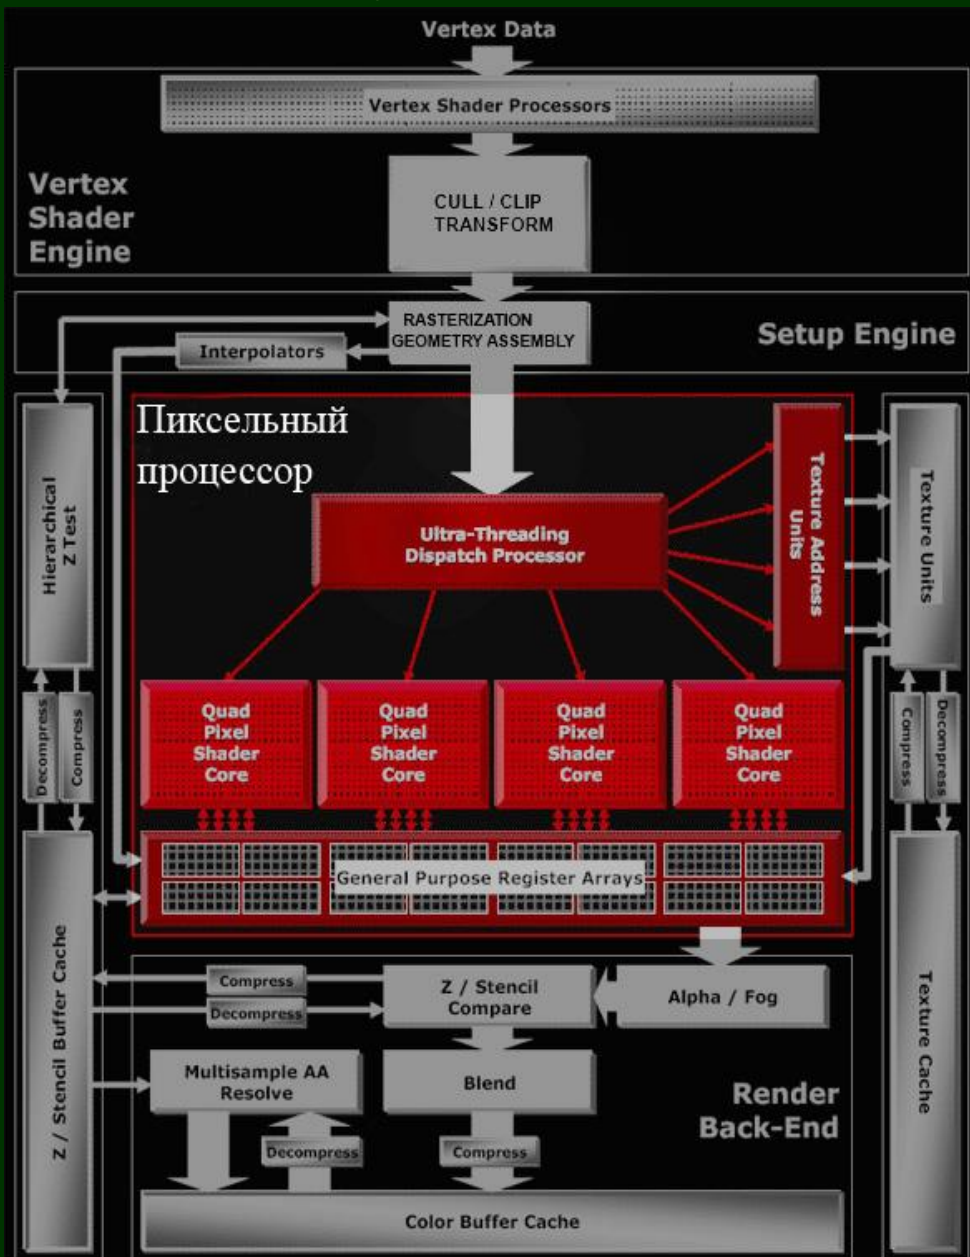 Vertex Data
Vertex Shader Processors
Vertex
Shader
Engine
CULL / CLIP
TRANSFORM
RASTERIZATION
GEOMETRY ASSEMBLY
Setup Engine
Interpolators
Пиксельный
процессор
Hierarchical
Z Test
Ultra-Threading
Dispatch Processor
Texture Address
Units
Texture Units
Quad
Pixel
Shader
Core
Quad
Pixel
Shader
Core
Quad
Pixel
Shader
Core
Quad
Pixel
Shader
Core
Decompress
Compress
Compress
Decompress
General Purpose Register Arrays
Z / Stencil Buffer Cache
Compress
Decompress
Z / Stencil
Compare
Alpha / Fog
Texture Cache
Multisample AA
Resolve
Blend
Render
Back-End
Decompress
Compress
Color Buffer Cache